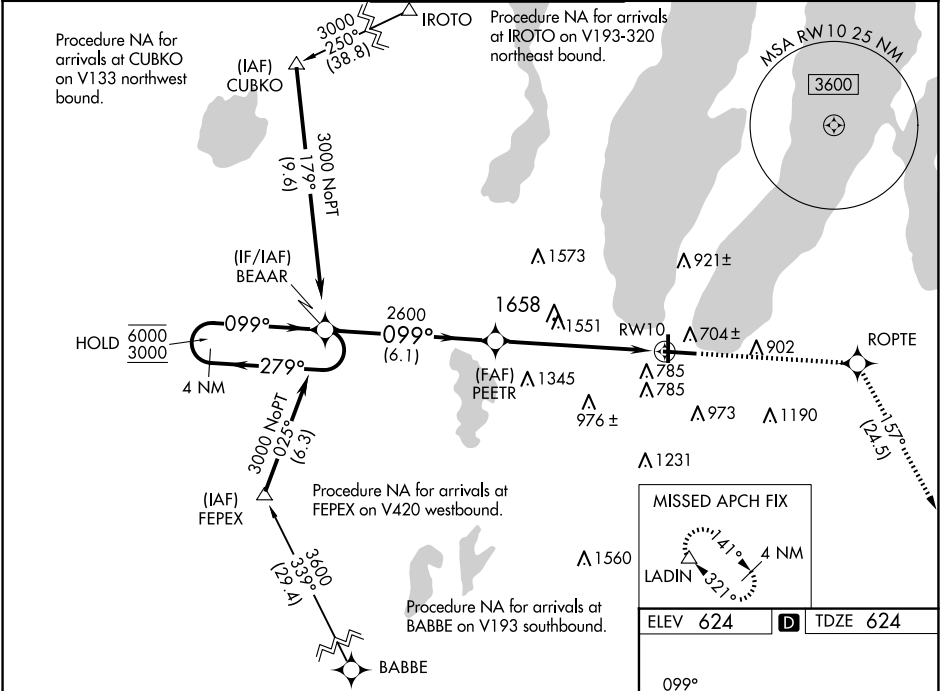 Procedure NA for
arrivals at CUBKO
on V133 northwest
bound.
3000
250°
(38.8)
IROTO
Procedure NA for arrivals
at IROTO on V193-320
northeast bound.
MSA RW10 25 NM
3600
(IAF)
CUBKO
3000 NoPT
179°
(9.6)
(IF/IAF)
BEAAR
1573
921±
1658
1551
RW10
704±
902
ROPTE
HOLD
6000
3000
099°
279°
4 NM
2600
099°
(6.1)
(FAF)
PEETR
1345
976 ±
785
785
973
1190
1231
157°
(24.5)
3000 NoPT
025°
(6.3)
(IAF)
FEPEX
Procedure NA for arrivals at
FEPEX on V420 westbound.
1560
3600
339°
(29.4)
Procedure NA for arrivals at
BABBE on V193 southbound.
BABBE
MISSED APCH FIX
141°
321°
4 NM
LADIN
ELEV 624
D
TDZE 624
099°